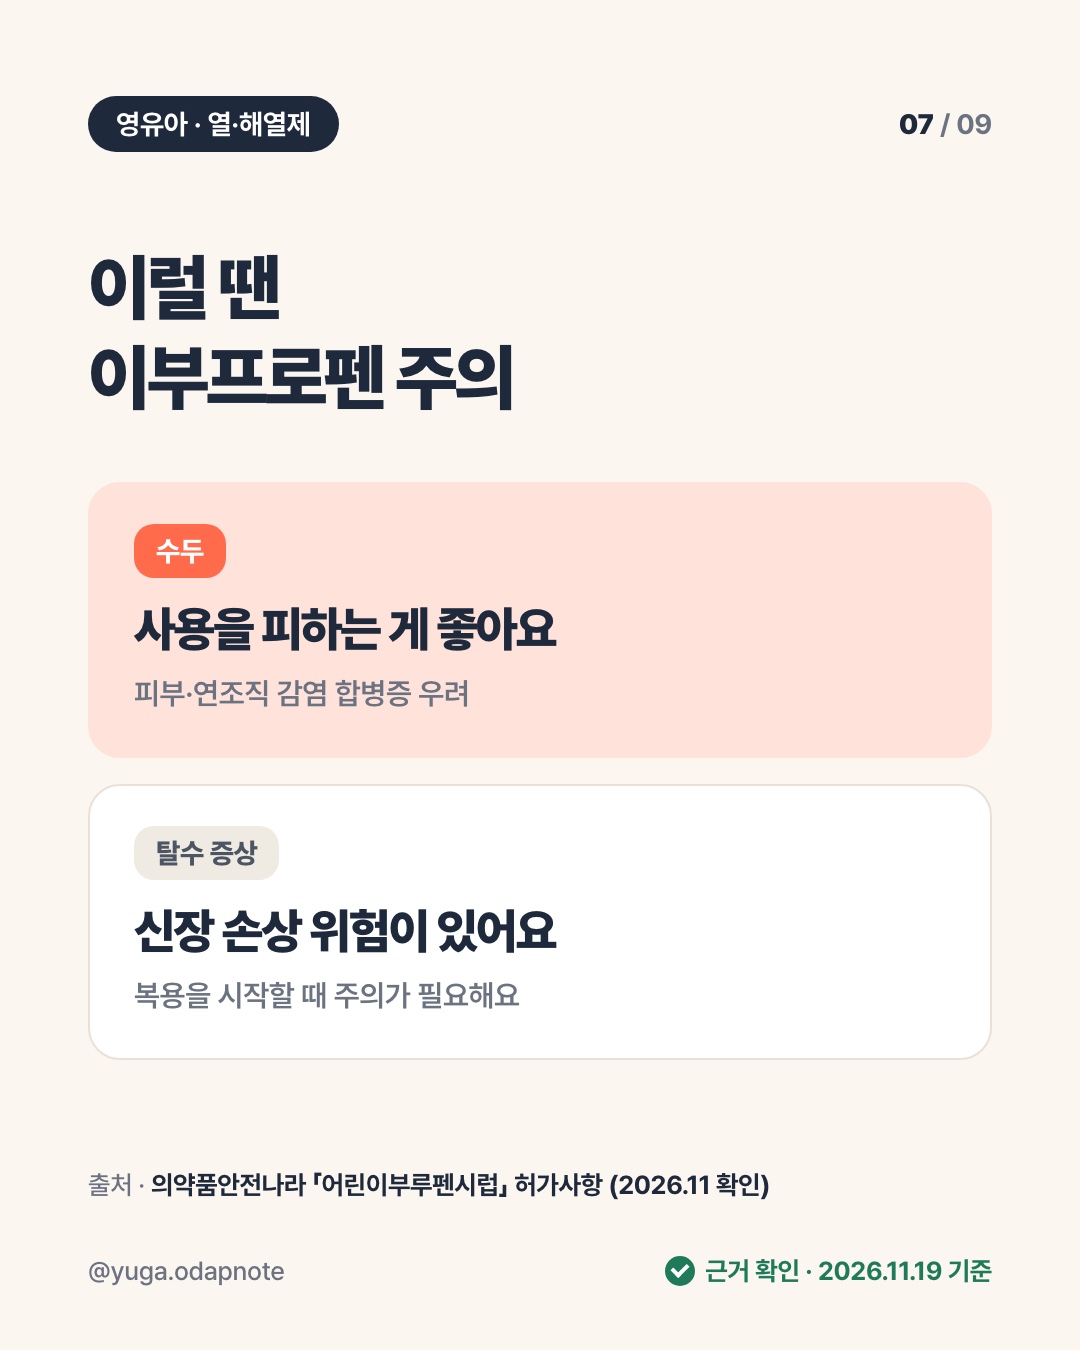 영유아 · 열·해열제
07 / 09
이럴 땐
이부프로펜 주의
수두
사용을 피하는 게 좋아요
피부·연조직 감염 합병증 우려
탈수 증상
신장 손상 위험이 있어요
복용을 시작할 때 주의가 필요해요
출처 · 의약품안전나라 「어린이부루펜시럽」 허가사항 (2026.11 확인)
@yuga.odapnote
근거 확인 · 2026.11.19 기준